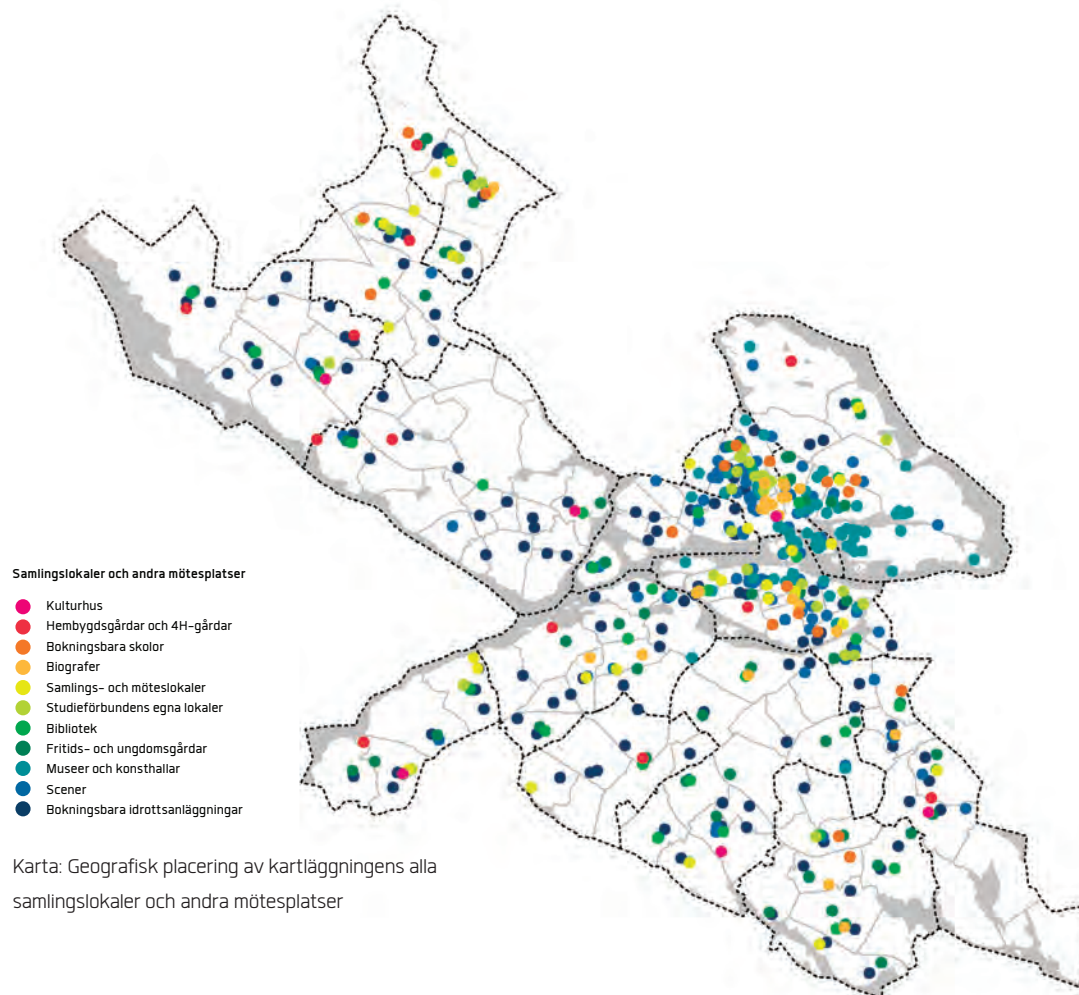 Samlingslokaler och andra mötesplatser
Kulturhus
Hembygdsgårdar och 4H-gårdar
Bokningsbara skolor
Biografer
Samlings- och möteslokaler
Studieförbundens egna lokaler
Bibliotek
Fritids- och ungdomsgårdar
Museer och konsthallar
Scener
Bokningsbara idrottsanläggningar
Karta: Geografisk placering av kartläggningens alla
samlingslokaler och andra mötesplatser